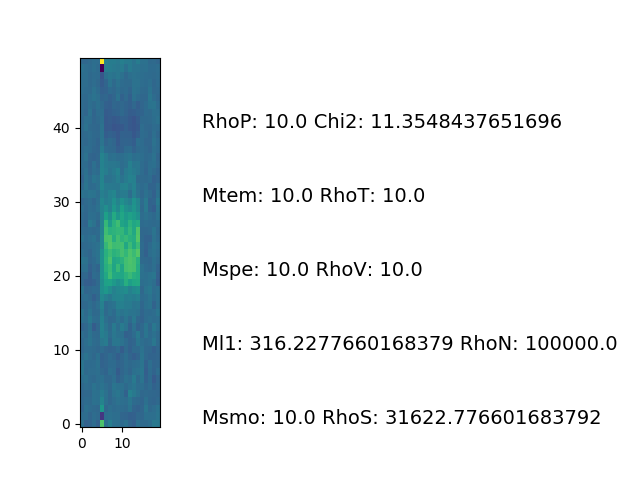 RhoP: 10.0 Chi2: 11.3548437651696
40
Mtem: 10.0 RhoT: 10.0
30
Mspe: 10.0 RhoV: 10.0
20
Ml1: 316.2277660168379 RhoN: 100000.0
10
Msmo: 10.0 RhoS: 31622.776601683792
0
0 10